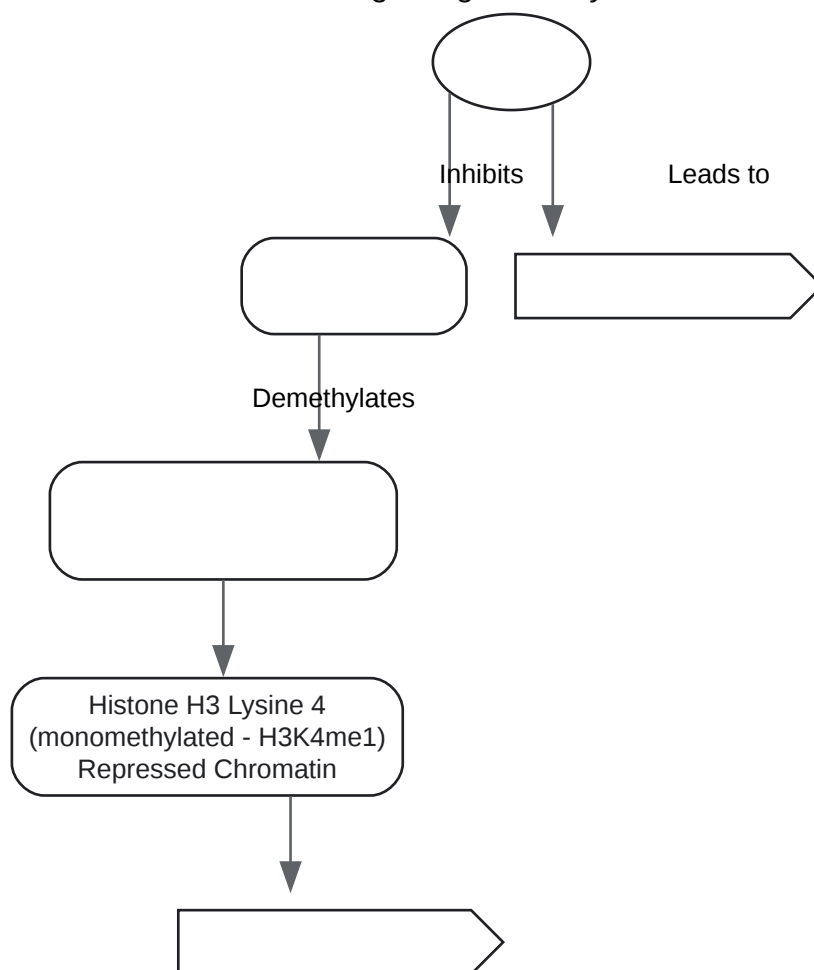 Inhibits
Leads to
Demethylates
Histone H3 Lysine 4
(monomethylated - H3K4me1)
Repressed Chromatin